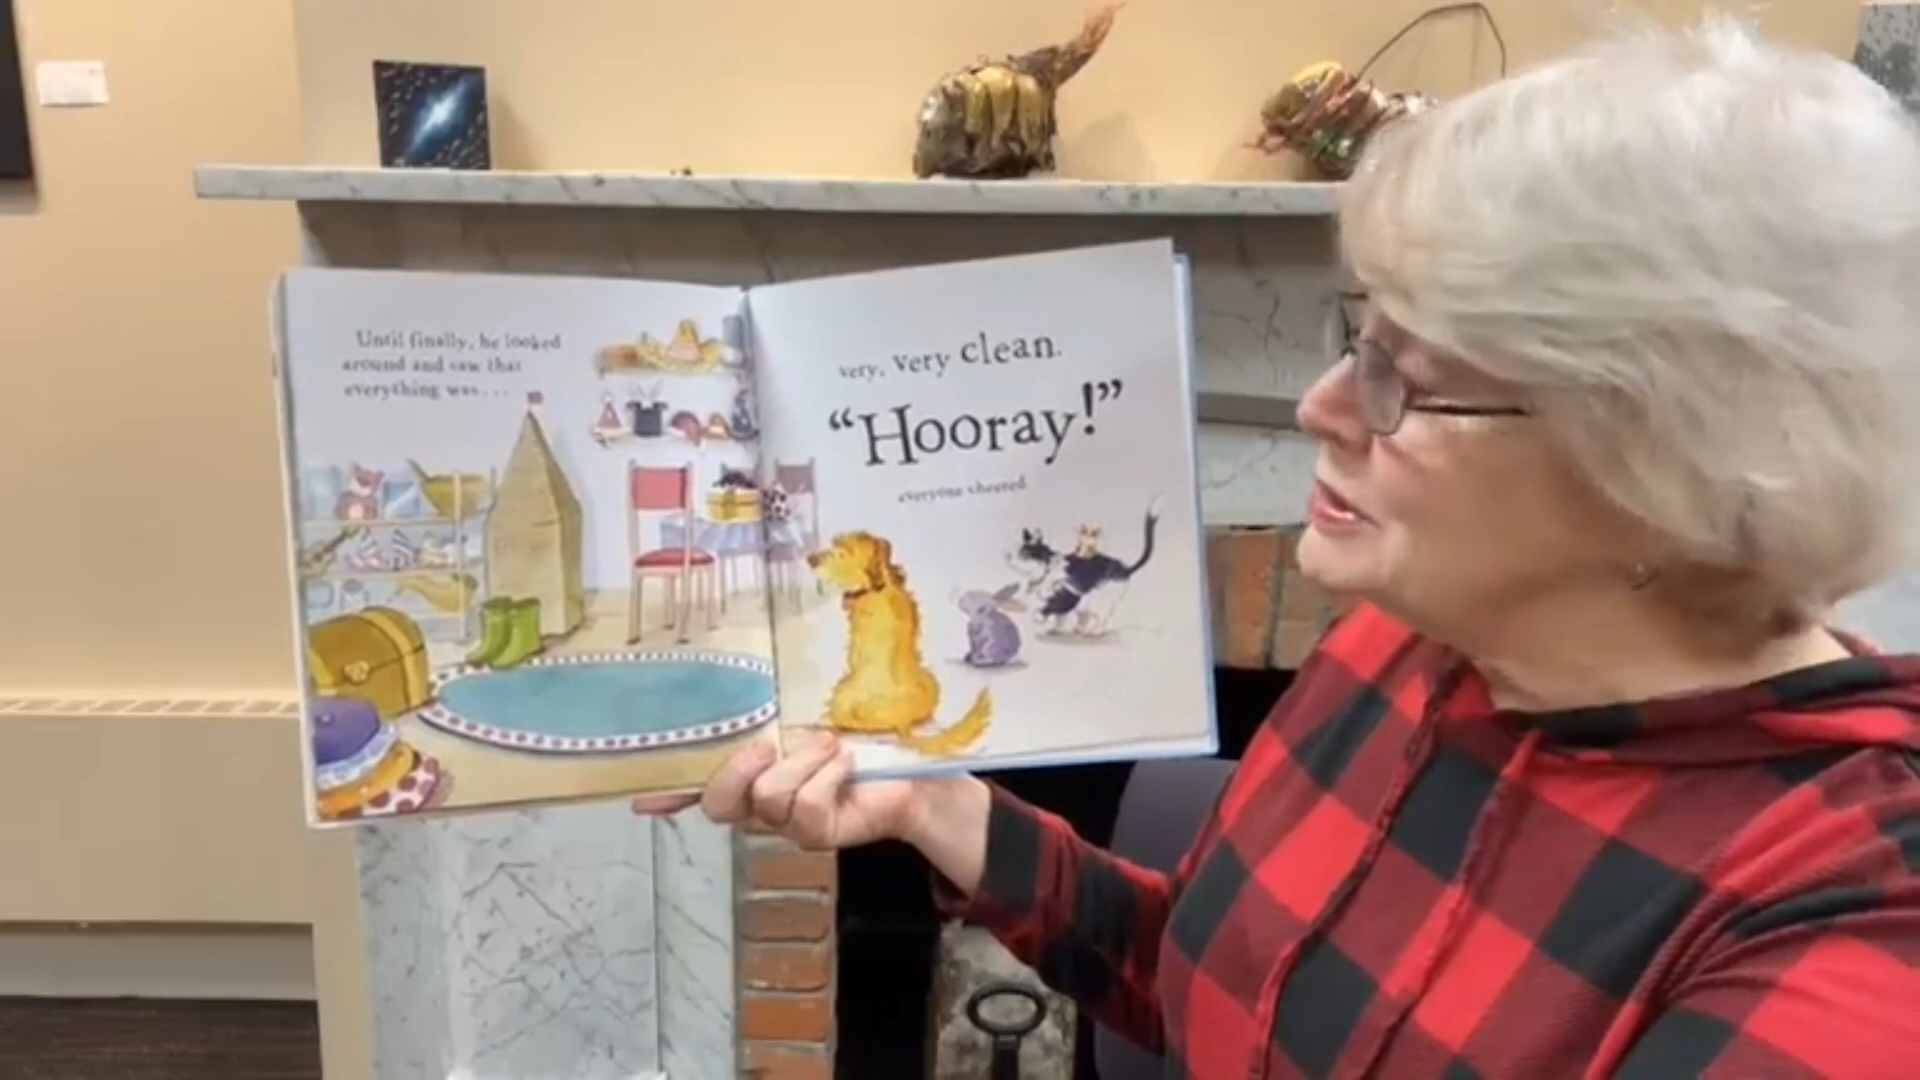 Until finally, he looked
around and saw that
everything was . . .
very, very clean.
“Hooray!”
everyone cheered.